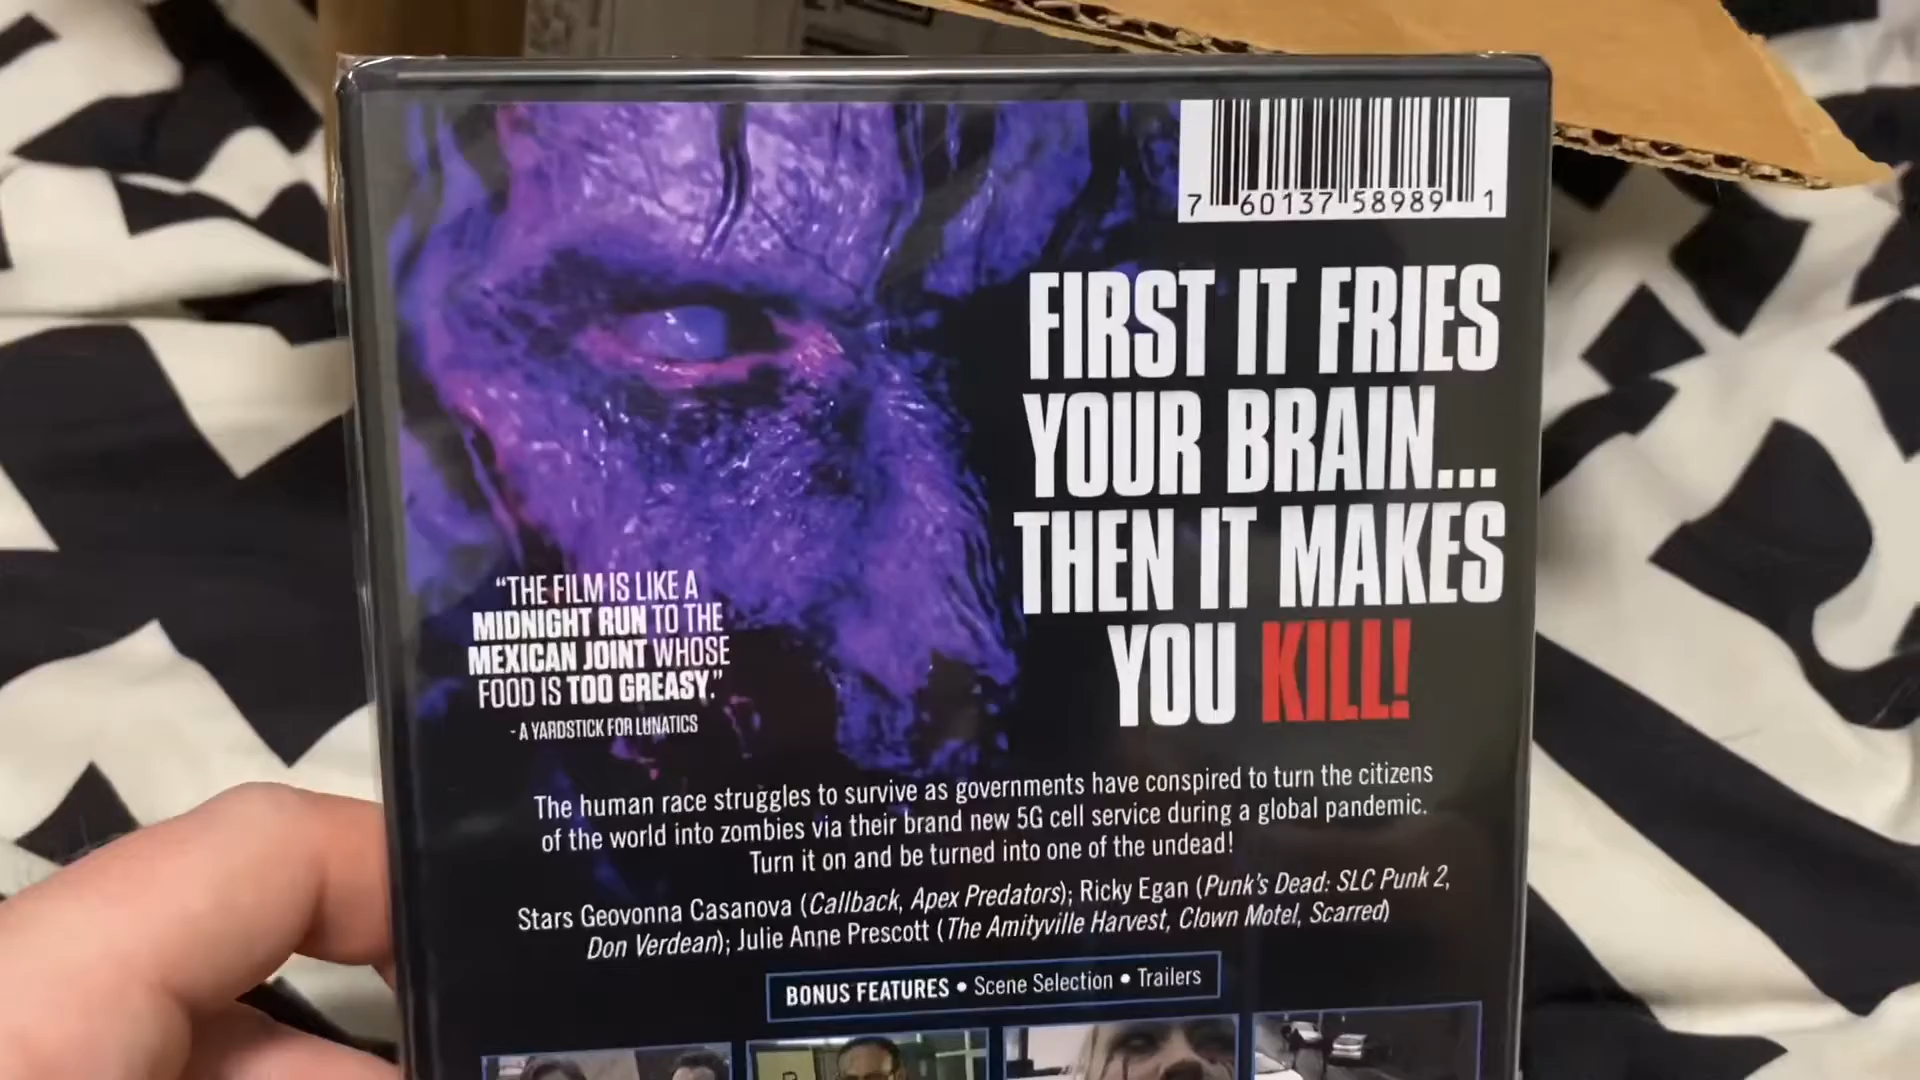 7 60137 58989 1
FIRST IT FRIES
YOUR BRAIN...
THEN IT MAKES
YOU KILL!
“THE FILM IS LIKE A
MIDNIGHT RUN TO THE
MEXICAN JOINT WHOSE
FOOD IS TOO GREASY.”
- A YARDSTICK FOR LUNATICS
The human race struggles to survive as governments have conspired to turn the citizens
of the world into zombies via their brand new 5G cell service during a global pandemic.
Turn it on and be turned into one of the undead!
Stars Geovonna Casanova (Callback, Apex Predators); Ricky Egan (Punk's Dead: SLC Punk 2,
Don Verdean); Julie Anne Prescott (The Amityville Harvest, Clown Motel, Scarred)
BONUS FEATURES • Scene Selection • Trailers